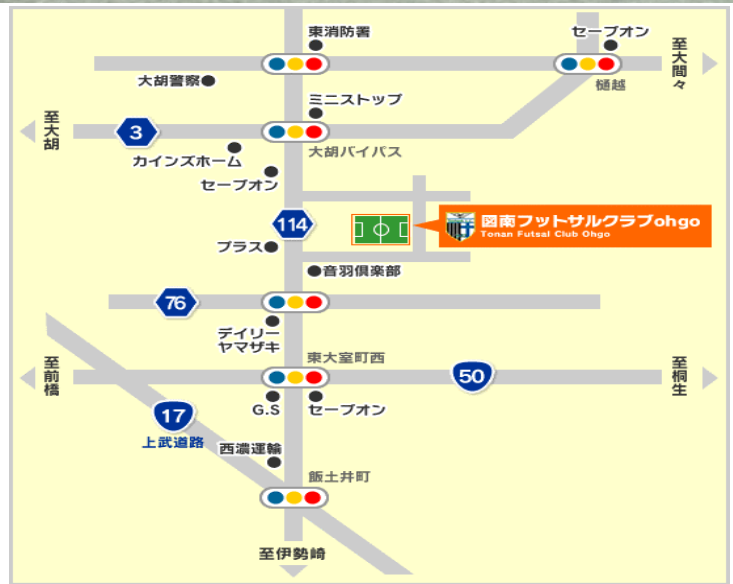 東消防署
セーブオン
至大間々
大胡警察
樋越
ミニストップ
至大胡
3
大胡バイパス
カインズホーム
セーブオン
114
図南フットサルクラブohgo
Tonan Futsal Club Ohgo
プラス
音羽倶楽部
76
デイリー
ヤマザキ
東大室町西
至前橋
50
至桐生
17
上武道路
G.S
セーブオン
西濃運輸
飯土井町
至伊勢崎